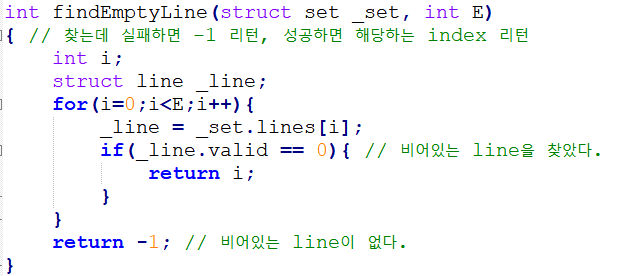 int findEmptyLine(struct set _set, int E)
{ // 찾는데 실패하면 -1 리턴, 성공하면 해당하는 index 리턴
    int i;
    struct line _line;
    for(i=0;i<E;i++){
        _line = _set.lines[i];
        if(_line.valid == 0){ // 비어있는 line을 찾았다.
            return i;
        }
    }
    return -1; // 비어있는 line이 없다.
}